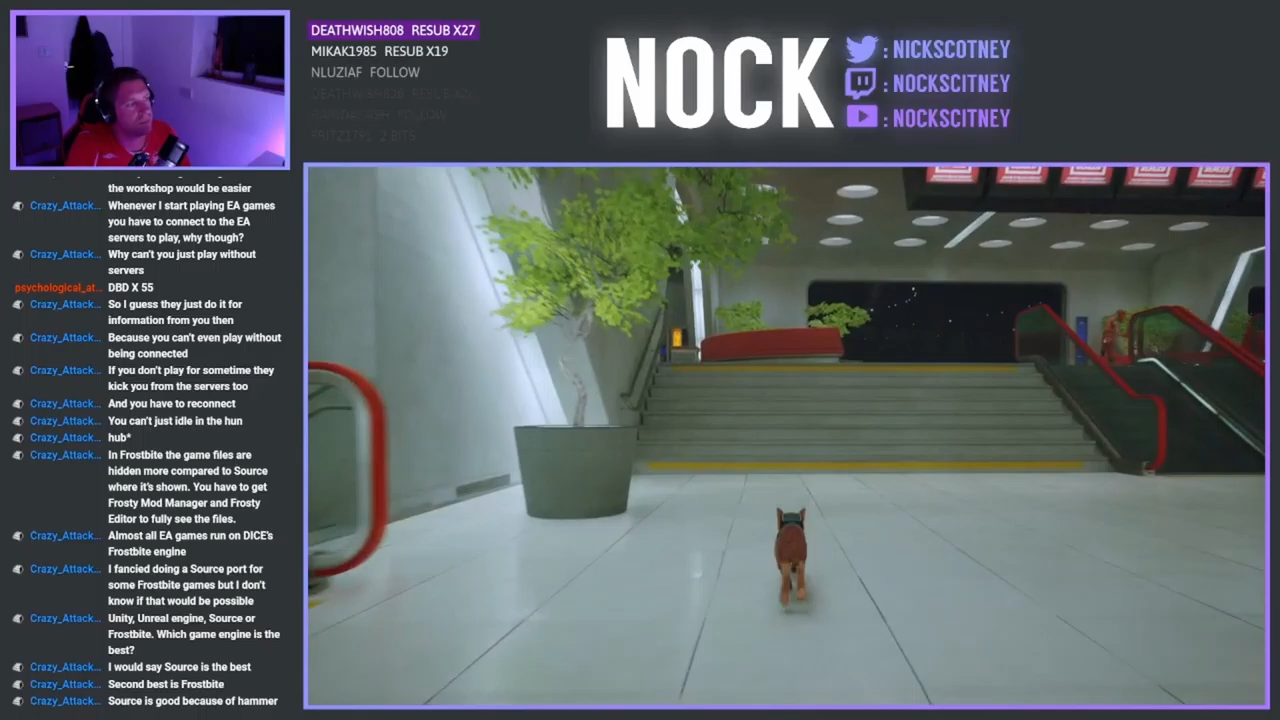 DEATHWISH808 RESUB X27
MIKAK1985 RESUB X19
NLUZIAF FOLLOW
NOCK
: NICKSCOTNEY
: NOCKSCITNEY
: NOCKSCITNEY
the workshop would be easier
Crazy_Attack... Whenever I start playing EA games
you have to connect to the EA
servers to play, why though?
Crazy_Attack... Why can't you just play without
servers
psychological_at... DBD X 55
Crazy_Attack... So I guess they just do it for
information from you then
Crazy_Attack... Because you can't even play without
being connected
Crazy_Attack... If you don't play for sometime they
kick you from the servers too
Crazy_Attack... And you have to reconnect
Crazy_Attack... You can't just idle in the hun
Crazy_Attack... hub*
Crazy_Attack... In Frostbite the game files are
hidden more compared to Source
where it's shown. You have to get
Frosty Mod Manager and Frosty
Editor to fully see the files.
Crazy_Attack... Almost all EA games run on DICE's
Frostbite engine
Crazy_Attack... I fancied doing a Source port for
some Frostbite games but I don't
know if that would be possible
Crazy_Attack... Unity, Unreal engine, Source or
Frostbite. Which game engine is the
best?
Crazy_Attack... I would say Source is the best
Crazy_Attack... Second best is Frostbite
Crazy_Attack... Source is good because of hammer